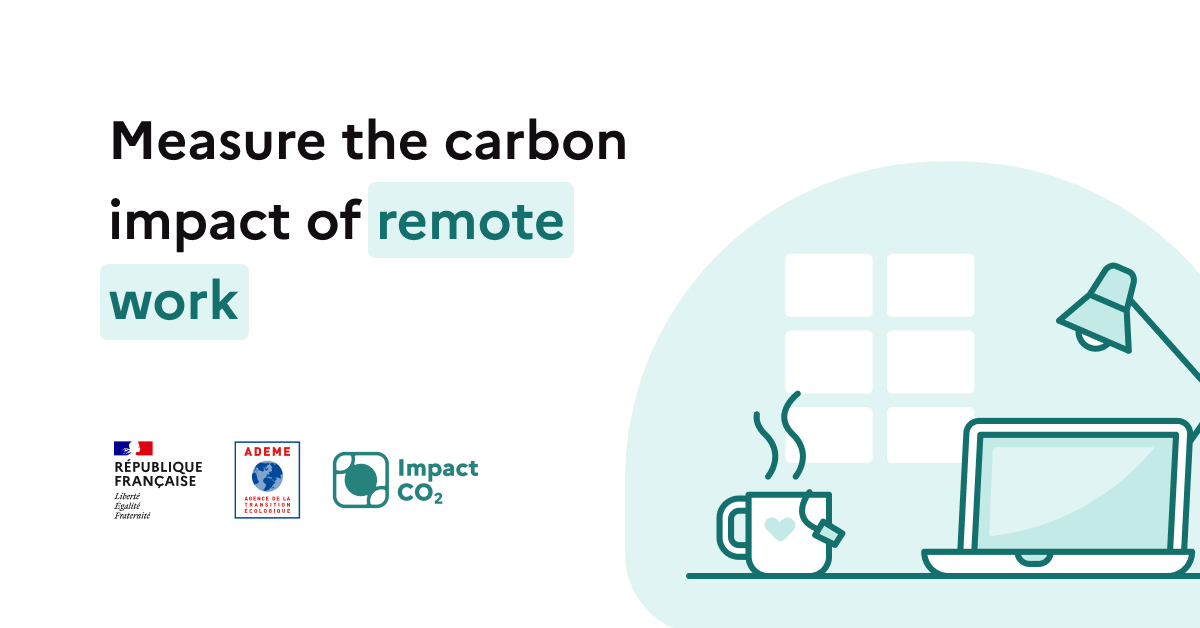 Measure the carbon
impact of remote
work
RÉPUBLIQUE
FRANÇAISE
Liberté
Égalité
Fraternité
ADEME
AGENCE DE LA
TRANSITION
ÉCOLOGIQUE
Impact
CO₂